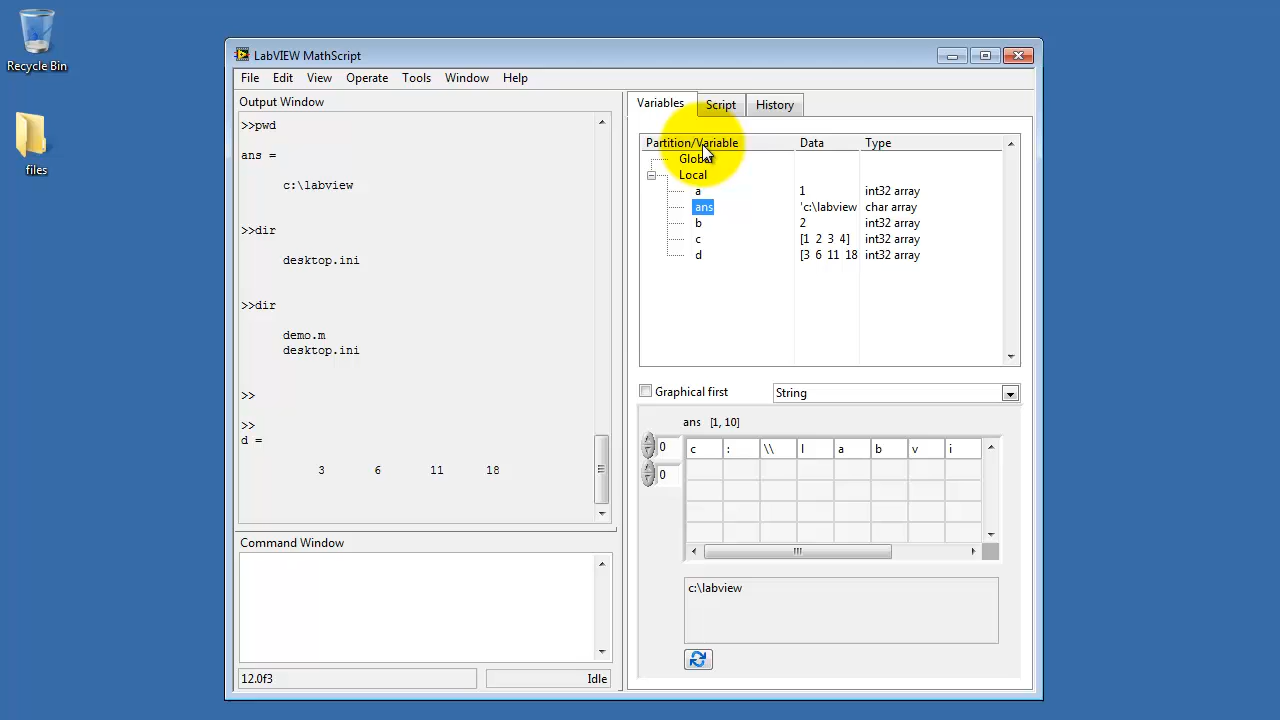 Recycle Bin
files
LabVIEW MathScript
File Edit View Operate Tools Window Help
Output Window
>>pwd
ans =
c:\labview
>>dir
desktop.ini
>>dir
demo.m
desktop.ini
>>
>>
d =
3 6 11 18
Command Window
12.0f3
Idle
Variables Script History
Partition/Variable Data Type
Global
Local
a 1 int32 array
ans 'c:\labview char array
b 2 int32 array
c [1 2 3 4] int32 array
d [3 6 11 18 int32 array
Graphical first
String
ans [1, 10]
0 c : \\ l a b v i
0
c:\labview